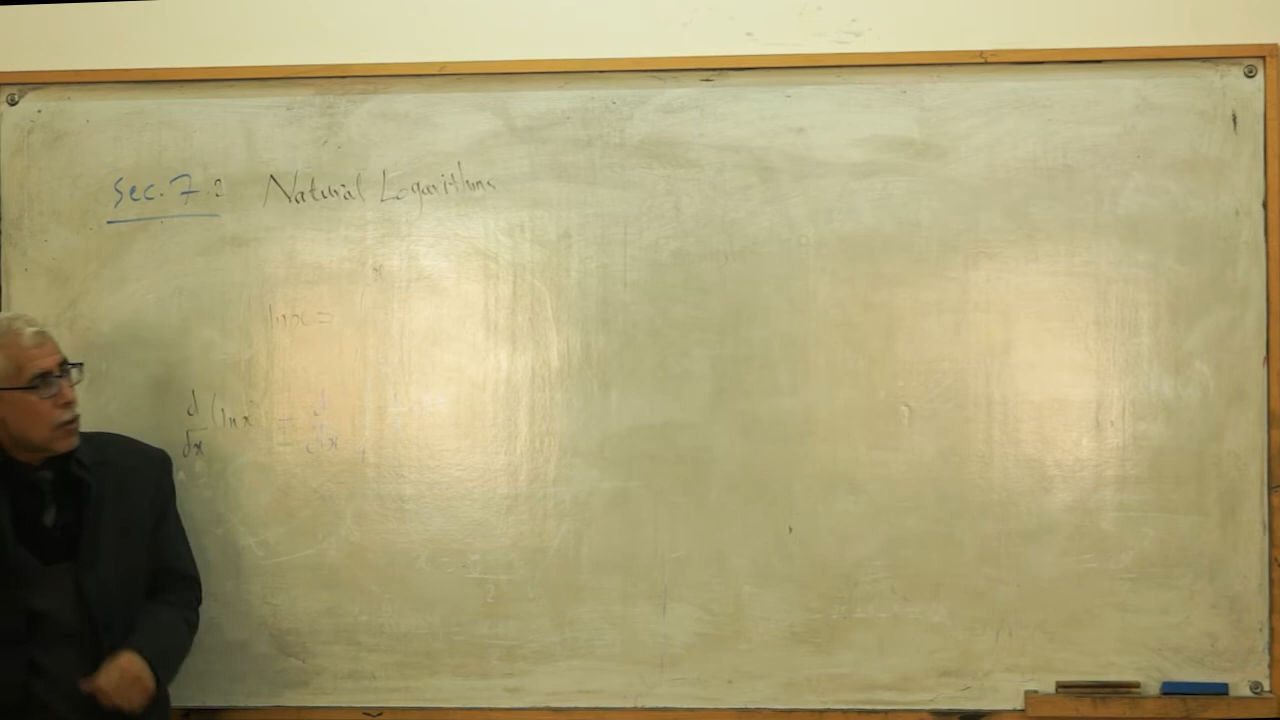 Sec. 7.2 Natural Logarithms
x
ln x =
d/dx (ln x = d/dx